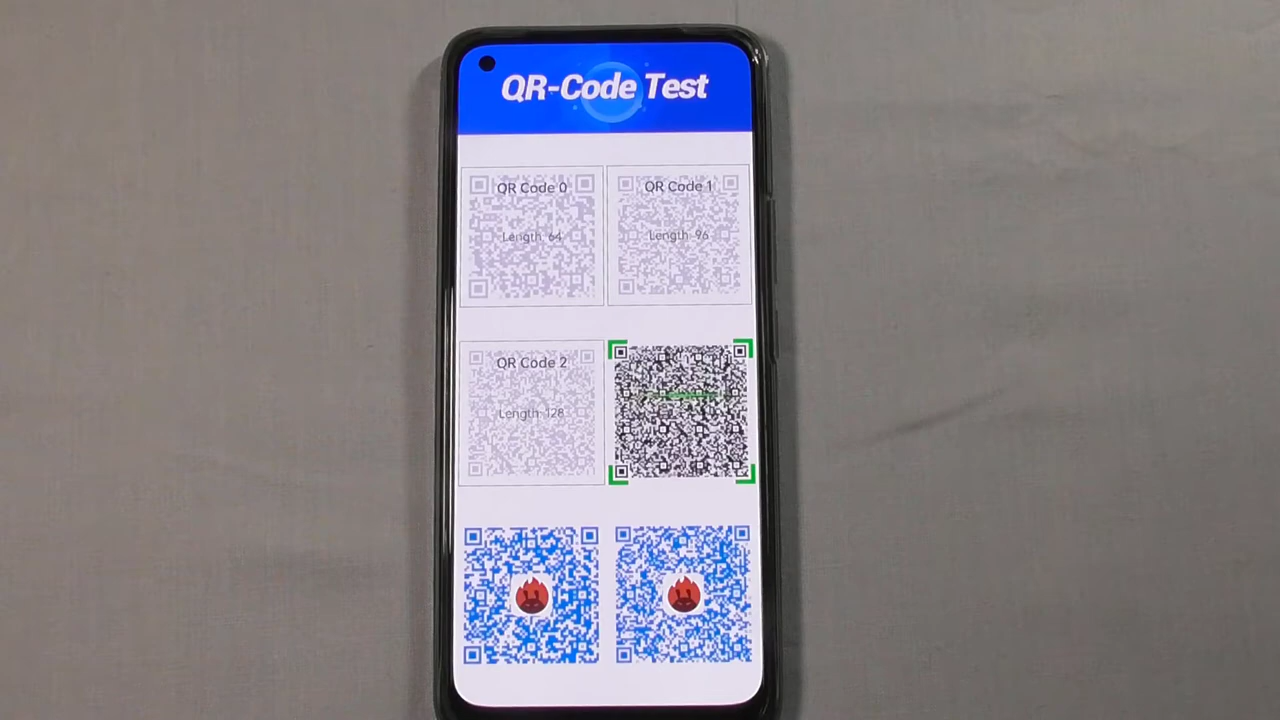 QR-Code Test
QR Code 0
Length 64
QR Code 1
Length 96
QR Code 2
Length 128